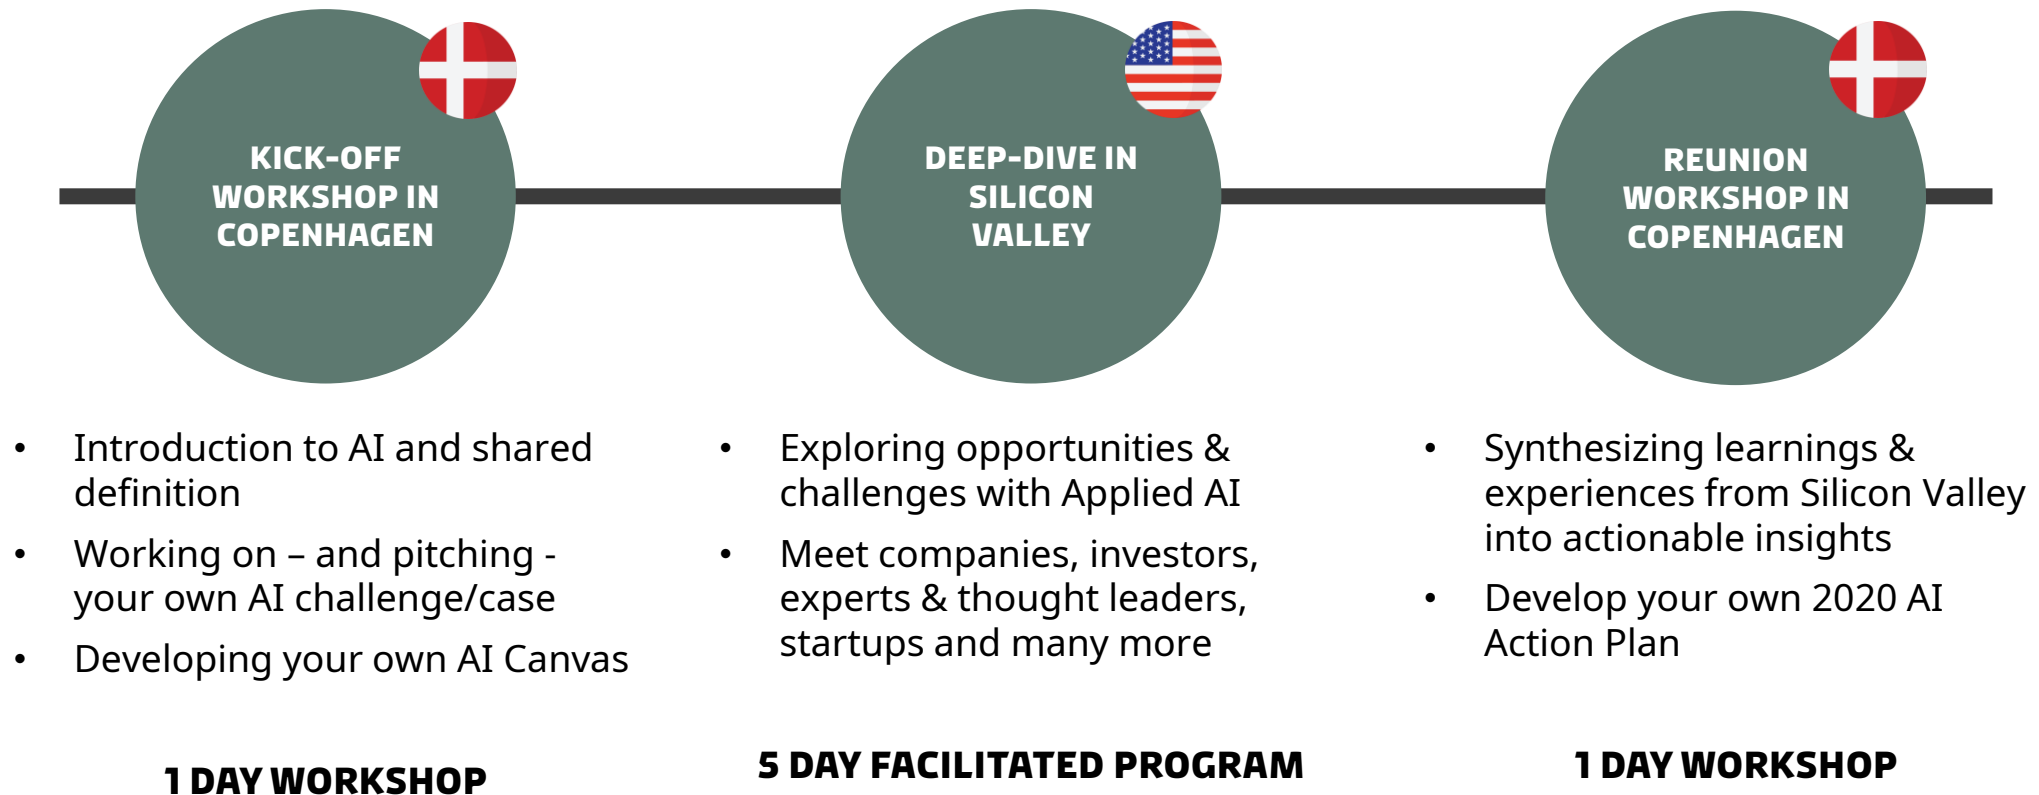 KICK-OFF
WORKSHOP IN
COPENHAGEN
DEEP-DIVE IN
SILICON
VALLEY
REUNION
WORKSHOP IN
COPENHAGEN
• Introduction to AI and shared
definition
• Working on – and pitching -
your own AI challenge/case
• Developing your own AI Canvas
1 DAY WORKSHOP
• Exploring opportunities &
challenges with Applied AI
• Meet companies, investors,
experts & thought leaders,
startups and many more
5 DAY FACILITATED PROGRAM
• Synthesizing learnings &
experiences from Silicon Valley
into actionable insights
• Develop your own 2020 AI
Action Plan
1 DAY WORKSHOP